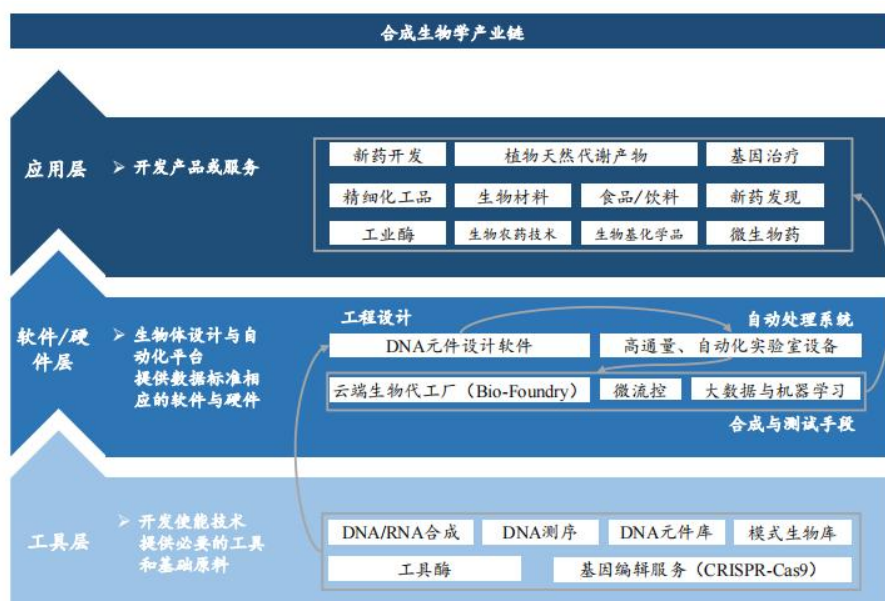 合成生物学产业链
应用层
➢ 开发产品或服务
新药开发
植物天然代谢产物
基因治疗
精细化工品
生物材料
食品/饮料
新药发现
工业酶
生物农药技术
生物基化学品
微生物药
软件/硬
件层
➢ 生物体设计与自
动化平台
提供数据标准相
应的软件与硬件
工程设计
自动处理系统
DNA元件设计软件
高通量、自动化实验室设备
云端生物代工厂（Bio-Foundry）
微流控
大数据与机器学习
合成与测试手段
工具层
➢ 开发使能技术
提供必要的工具
和基础原料
DNA/RNA合成
DNA测序
DNA元件库
模式生物库
工具酶
基因编辑服务（CRISPR-Cas9）